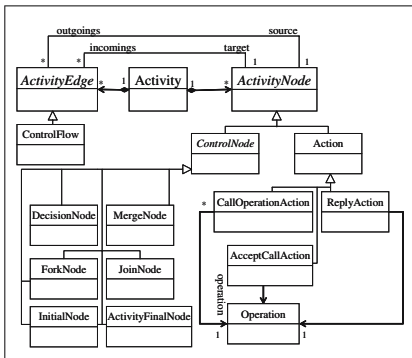 outgoings source
* 1
incomings target
* 1
ActivityEdge * 1 Activity 1 * ActivityNode
ControlFlow ControlNode Action
DecisionNode MergeNode * CallOperationAction ReplyAction
ForkNode JoinNode AcceptCallAction
operation
InitialNode ActivityFinalNode Operation
1 1